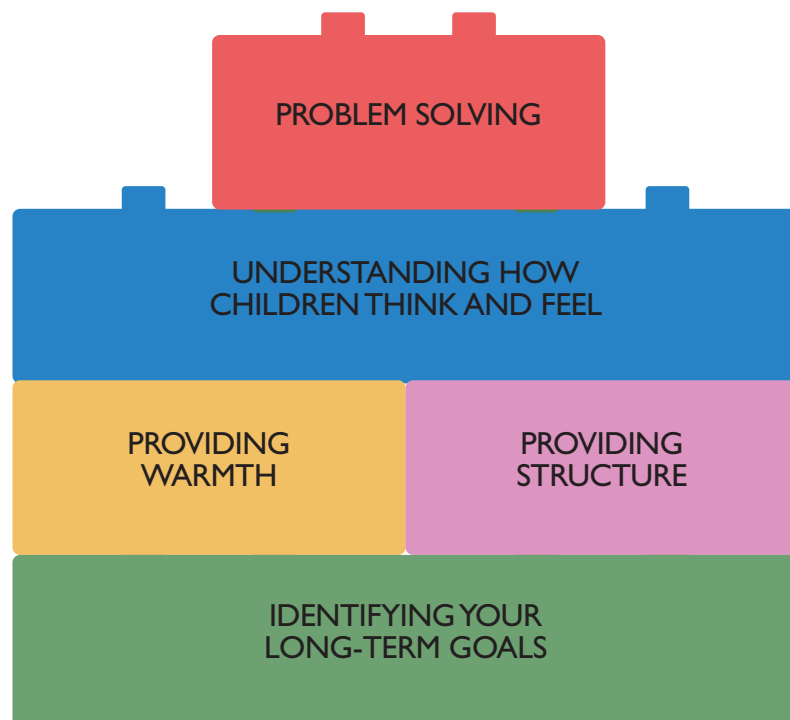 PROBLEM SOLVING
UNDERSTANDING HOW
CHILDREN THINK AND FEEL
PROVIDING
WARMTH
PROVIDING
STRUCTURE
IDENTIFYING YOUR
LONG-TERM GOALS